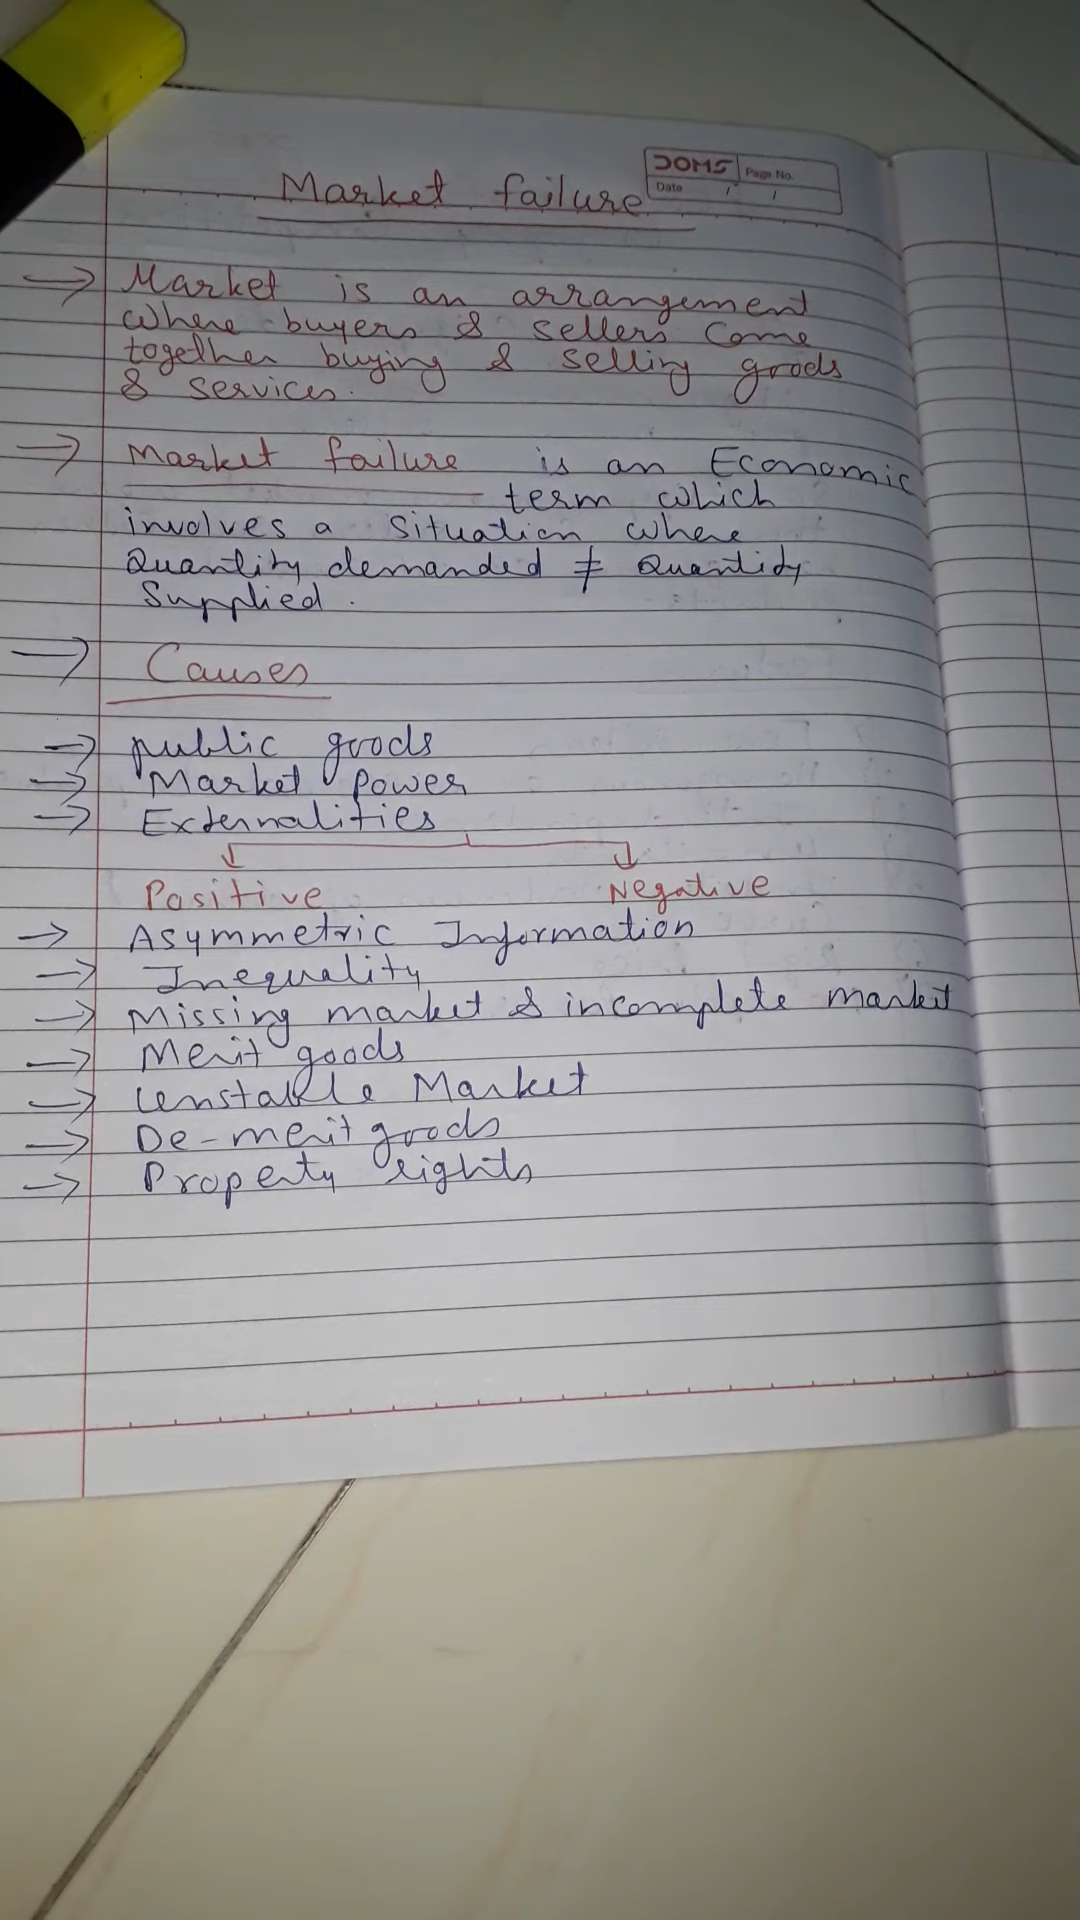 Market failure
DOMS Page No.
Date / /
→ Market is an arrangement
where buyers & sellers come
together buying & selling goods
& services.
→ Market failure is an Economic
term which
involves a situation where
Quantity demanded ≠ Quantity
Supplied.
→ Causes
→ public goods
→ Market power
→ Externalities
Positive Negative
→ Asymmetric Information
→ Inequality
→ Missing market & incomplete market
→ Merit goods
→ Unstable Market
→ De-merit goods
→ Property rights